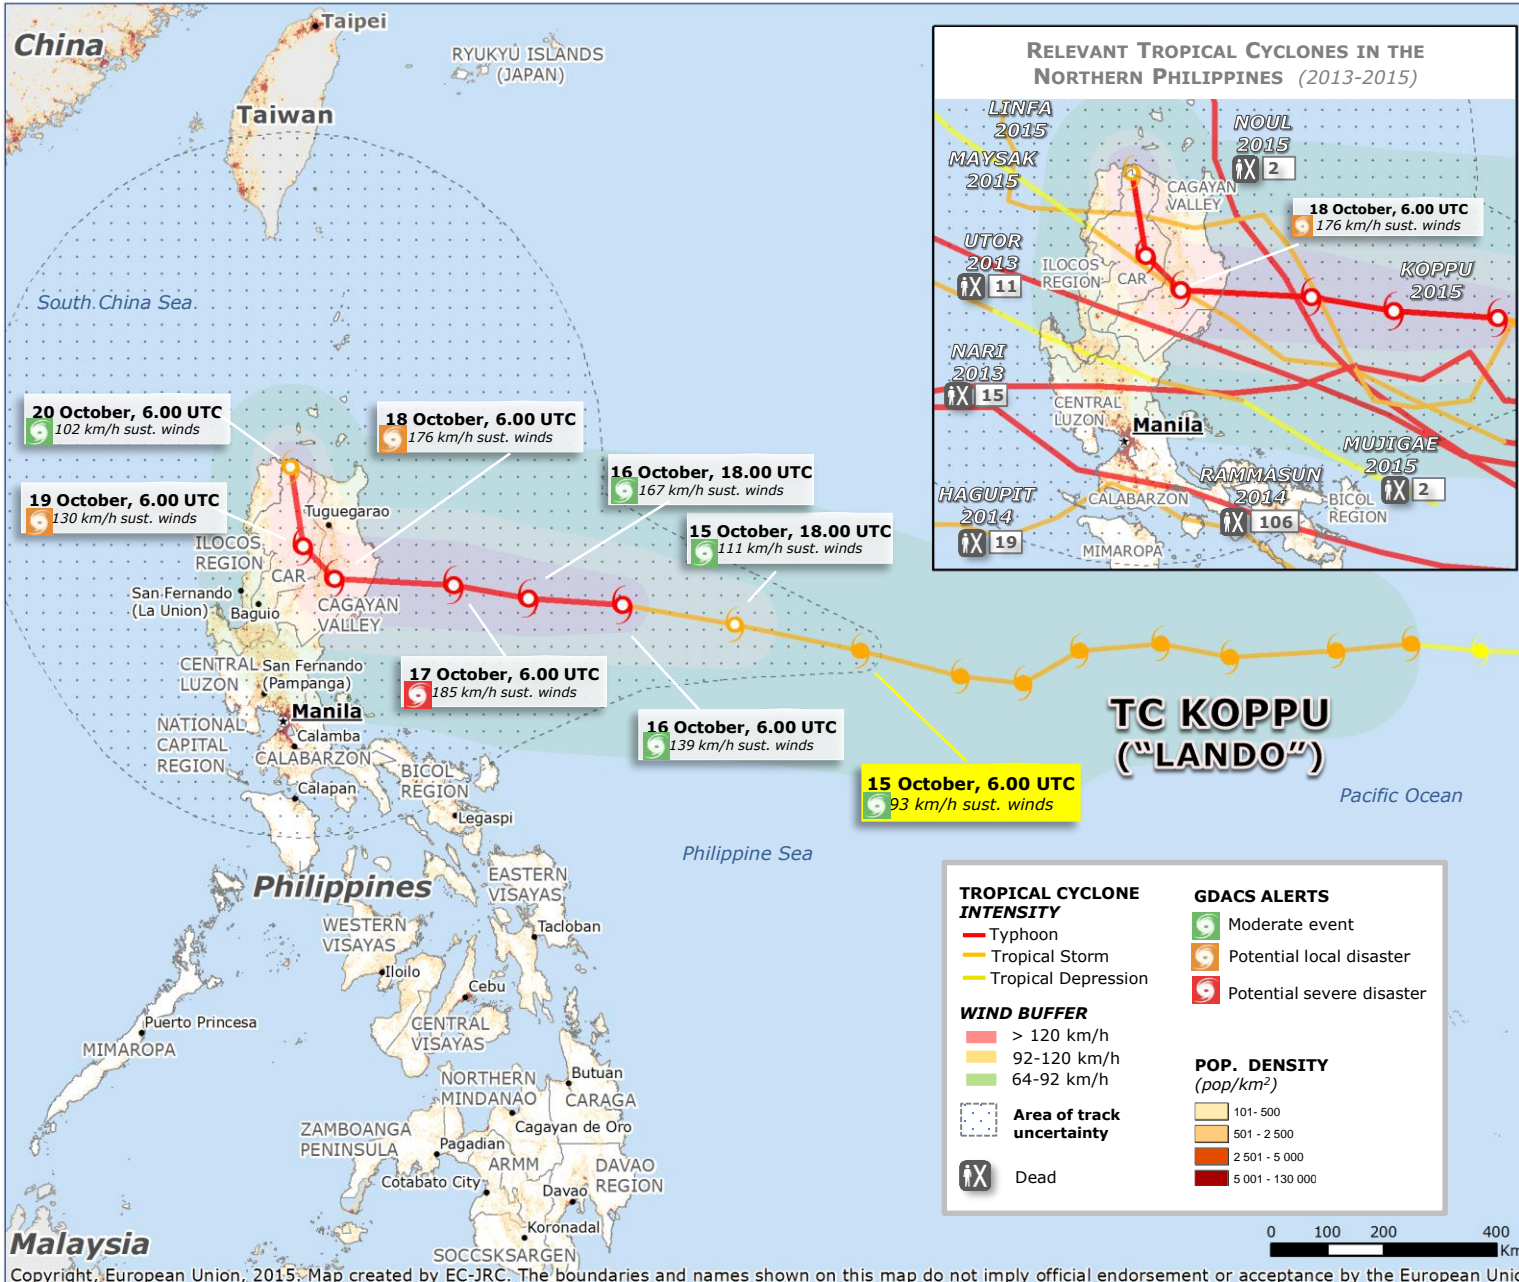 China
Taipei
RYUKYU ISLANDS
(JAPAN)
Taiwan
South China Sea
RELEVANT TROPICAL CYCLONES IN THE
NORTHERN PHILIPPINES (2013-2015)
LINFA
2015
MAYSAK
2015
NOUL
2015
2
CAGAYAN
VALLEY
18 October, 6.00 UTC
176 km/h sust. winds
UTOR
2013
11
ILOCOS
REGION
CAR
KOPPU
2015
NARI
2013
15
CENTRAL
LUZON
Manila
MUJIGAE
2015
2
RAMMASUN
2014
106
HAGUPIT
2014
19
CALABARZON
BICOL
REGION
MIMAROPA
20 October, 6.00 UTC
102 km/h sust. winds
18 October, 6.00 UTC
176 km/h sust. winds
16 October, 18.00 UTC
167 km/h sust. winds
19 October, 6.00 UTC
130 km/h sust. winds
15 October, 18.00 UTC
111 km/h sust. winds
Tuguegarao
ILOCOS
REGION
CAR
San Fernando
(La Union)
Baguio
CAGAYAN
VALLEY
17 October, 6.00 UTC
185 km/h sust. winds
16 October, 6.00 UTC
139 km/h sust. winds
15 October, 6.00 UTC
93 km/h sust. winds
TC KOPPU
("LANDO")
CENTRAL
LUZON
San Fernando
(Pampanga)
Manila
NATIONAL
CAPITAL
REGION
Calamba
CALABARZON
BICOL
REGION
Calapan
Legaspi
Pacific Ocean
Philippine Sea
Philippines
EASTERN
VISAYAS
WESTERN
VISAYAS
Tacloban
Iloilo
Cebu
CENTRAL
VISAYAS
Puerto Princesa
MIMAROPA
Butuan
NORTHERN
MINDANAO
CARAGA
Cagayan de Oro
ZAMBOANGA
PENINSULA
Pagadian
ARMM
DAVAO
REGION
Cotabato City
Davao
Koronadal
SOCCSKSARGEN
Malaysia
TROPICAL CYCLONE
INTENSITY
Typhoon
Tropical Storm
Tropical Depression
WIND BUFFER
> 120 km/h
92-120 km/h
64-92 km/h
Area of track
uncertainty
Dead
GDACS ALERTS
Moderate event
Potential local disaster
Potential severe disaster
POP. DENSITY
(pop/km²)
101- 500
501 - 2 500
2 501 - 5 000
5 001 - 130 000
0 100 200 400
Km
Copyright, European Union, 2015. Map created by EC-JRC. The boundaries and names shown on this map do not imply official endorsement or acceptance by the European Unio